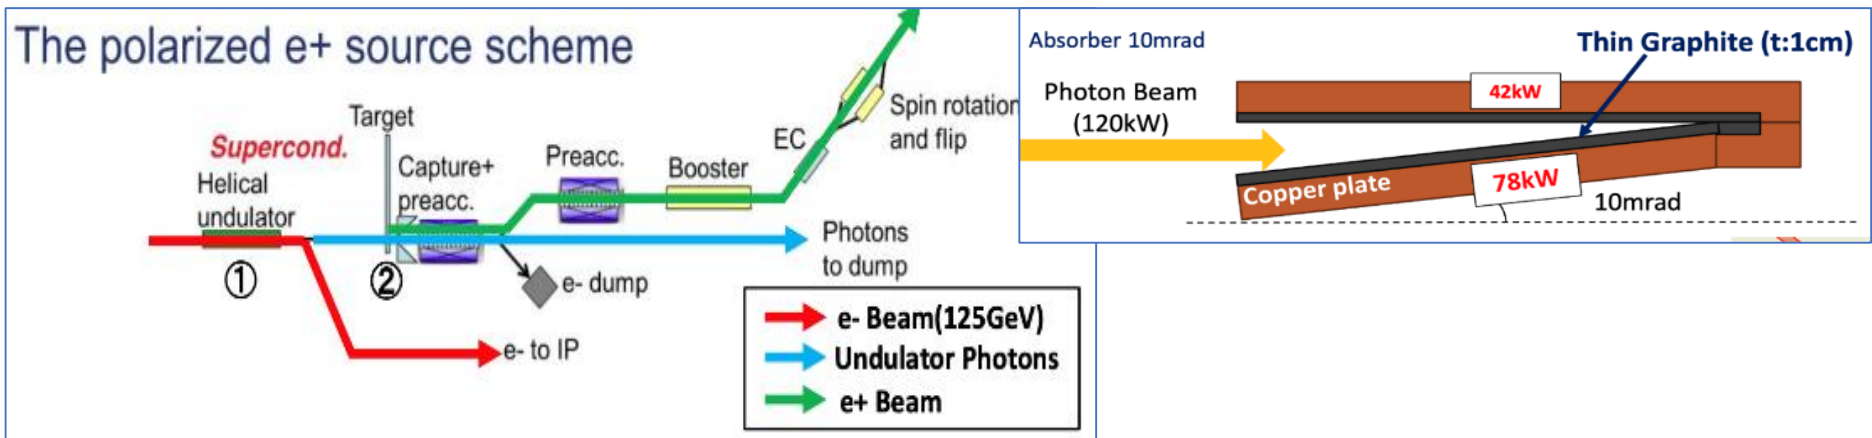 The polarized e+ source scheme
Target
Supercond.
Helical
undulator
Capture+
preacc.
Preacc.
Booster
EC
Spin rotation
and flip
①
②
Photons
to dump
e- dump
e- to IP
e- Beam(125GeV)
Undulator Photons
e+ Beam
Absorber 10mrad
Thin Graphite (t:1cm)
Photon Beam
(120kW)
42kW
Copper plate
78kW
10mrad